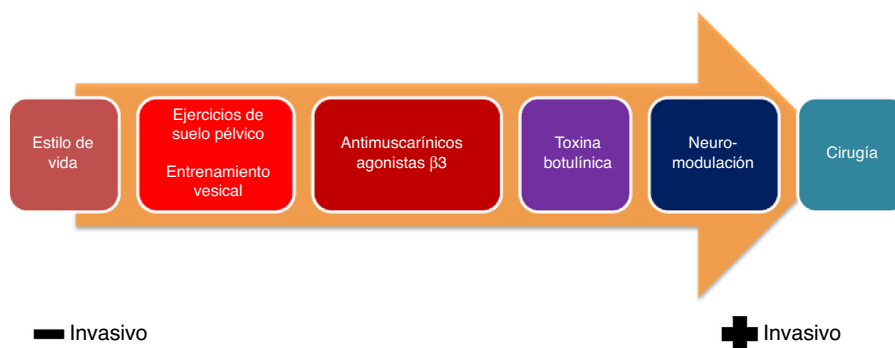 Estilo de
vida
Ejercicios de
suelo pélvico
Entrenamiento
vesical
Antimuscarínicos
agonistas β3
Toxina
botulínica
Neuro-
modulación
Cirugía
Invasivo
Invasivo